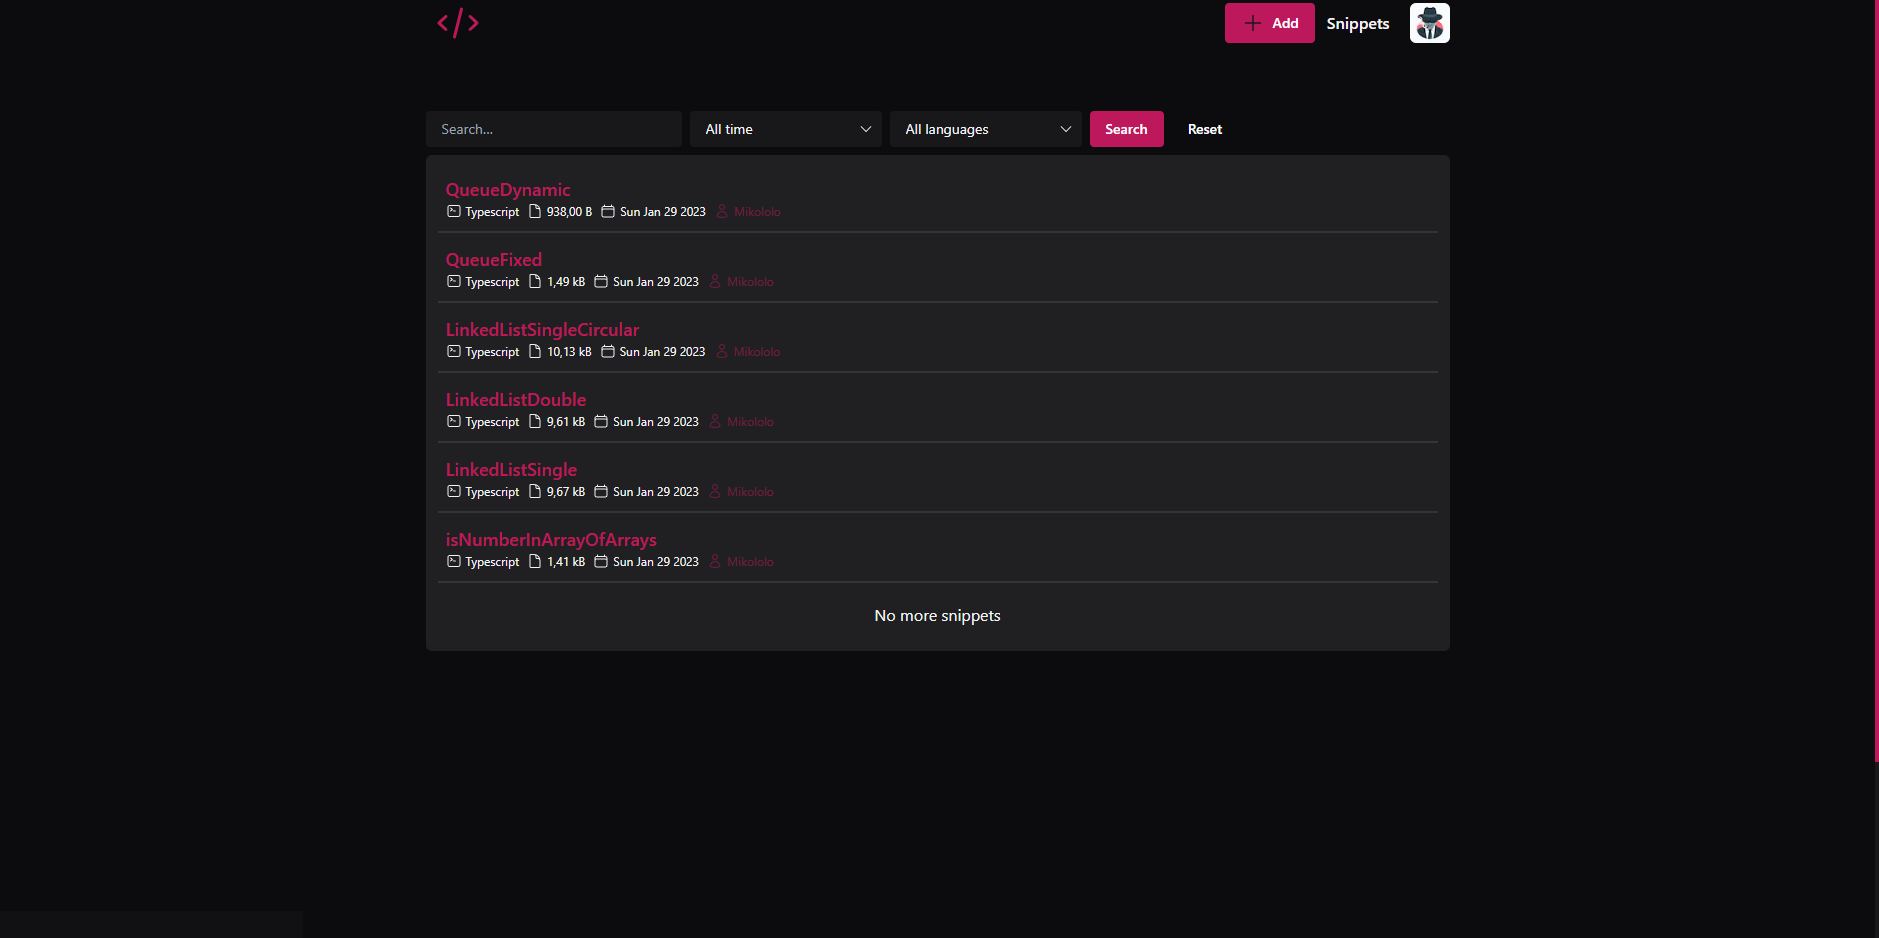 </> Add Snippets
Search... All time All languages Search Reset
QueueDynamic
Typescript 938,00 B Sun Jan 29 2023 Mikololo
QueueFixed
Typescript 1,49 kB Sun Jan 29 2023 Mikololo
LinkedListSingleCircular
Typescript 10,13 kB Sun Jan 29 2023 Mikololo
LinkedListDouble
Typescript 9,61 kB Sun Jan 29 2023 Mikololo
LinkedListSingle
Typescript 9,67 kB Sun Jan 29 2023 Mikololo
isNumberInArrayOfArrays
Typescript 1,41 kB Sun Jan 29 2023 Mikololo
No more snippets